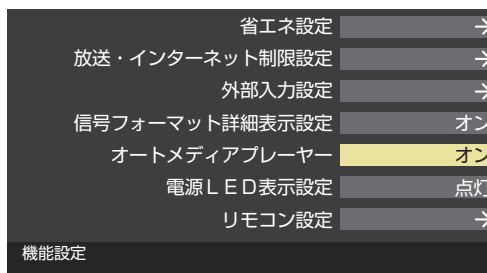 省エネ設定 →
放送・インターネット制限設定 →
外部入力設定 →
信号フォーマット詳細表示設定 オン
オートメディアプレーヤー オン
電源ＬＥＤ表示設定 点灯
リモコン設定 →
機能設定